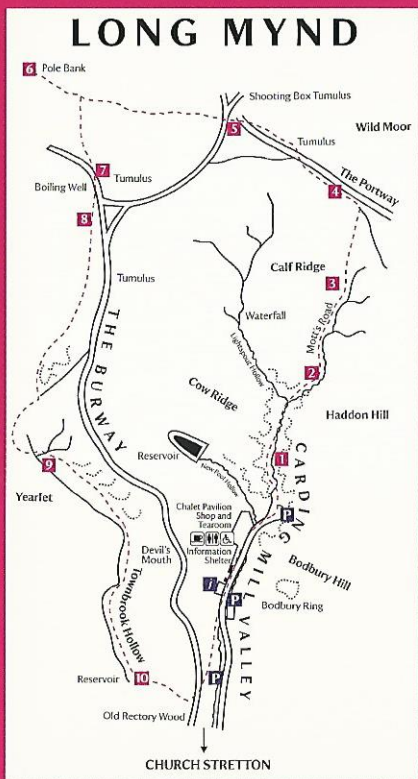 LONG MYND
6 Pole Bank
Shooting Box Tumulus
5
Wild Moor
Tumulus
The Portway
4
7
Tumulus
Boiling Well
8
Calf Ridge
3
Tumulus
Waterfall
Mott's Road
Lightspout Hollow
2
THE BURWAY
Cow Ridge
Haddon Hill
Reservoir
New Pool Hollow
1
9
Yearlet
CARDING MILL VALLEY
Chalet Pavilion
Shop and
Tearoom
P
Information
Shelter
Devil's
Mouth
i
P
Bodbury Hill
Bodbury Ring
Townbrook Hollow
Reservoir
10
P
Old Rectory Wood
CHURCH STRETTON